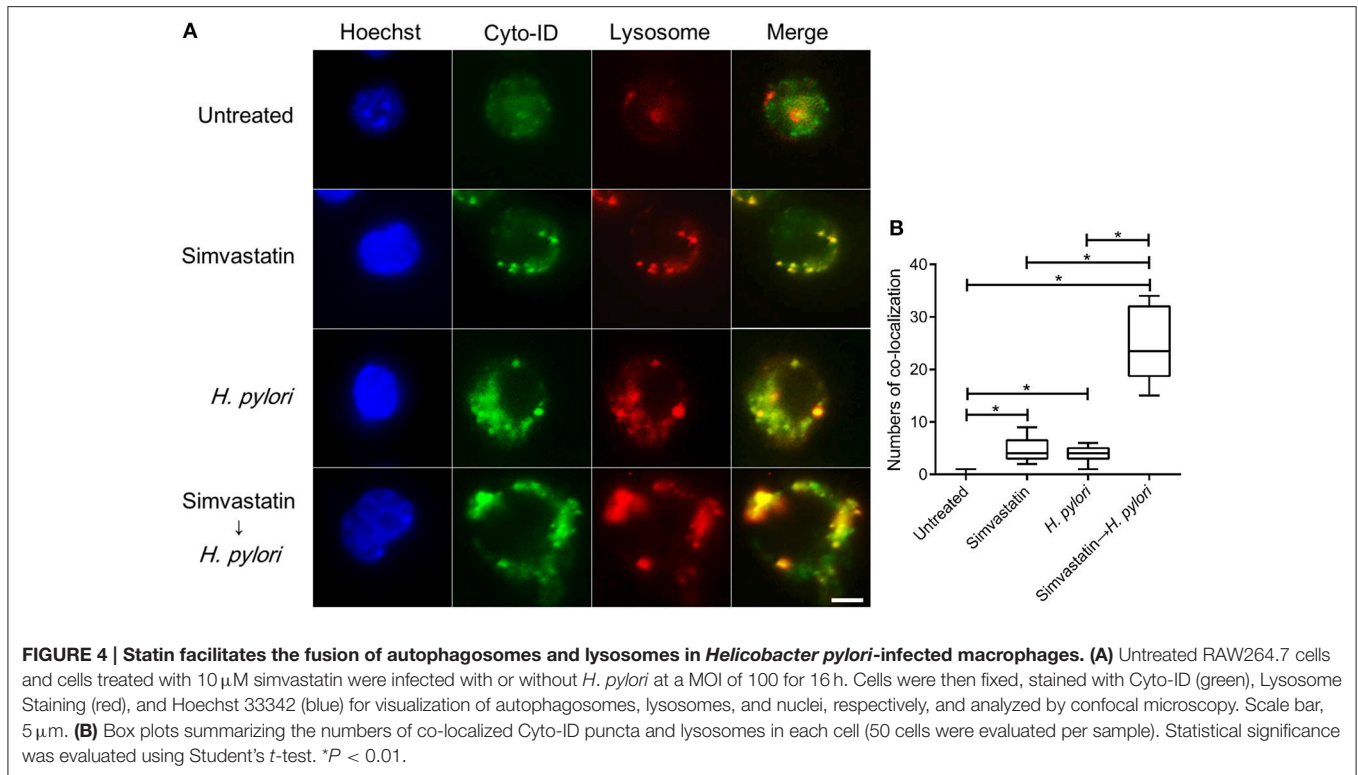 A
Hoechst Cyto-ID Lysosome Merge
Untreated
Simvastatin
H. pylori
Simvastatin
↓
H. pylori
B
Numbers of co-localization
40
30
20
10
0
*
*
*
*
*
Untreated
Simvastatin
H. pylori
Simvastatin→H. pylori
FIGURE 4 | Statin facilitates the fusion of autophagosomes and lysosomes in Helicobacter pylori-infected macrophages. (A) Untreated RAW264.7 cells
and cells treated with 10 μM simvastatin were infected with or without H. pylori at a MOI of 100 for 16 h. Cells were then fixed, stained with Cyto-ID (green), Lysosome
Staining (red), and Hoechst 33342 (blue) for visualization of autophagosomes, lysosomes, and nuclei, respectively, and analyzed by confocal microscopy. Scale bar,
5 μm. (B) Box plots summarizing the numbers of co-localized Cyto-ID puncta and lysosomes in each cell (50 cells were evaluated per sample). Statistical significance
was evaluated using Student's t-test. *P < 0.01.